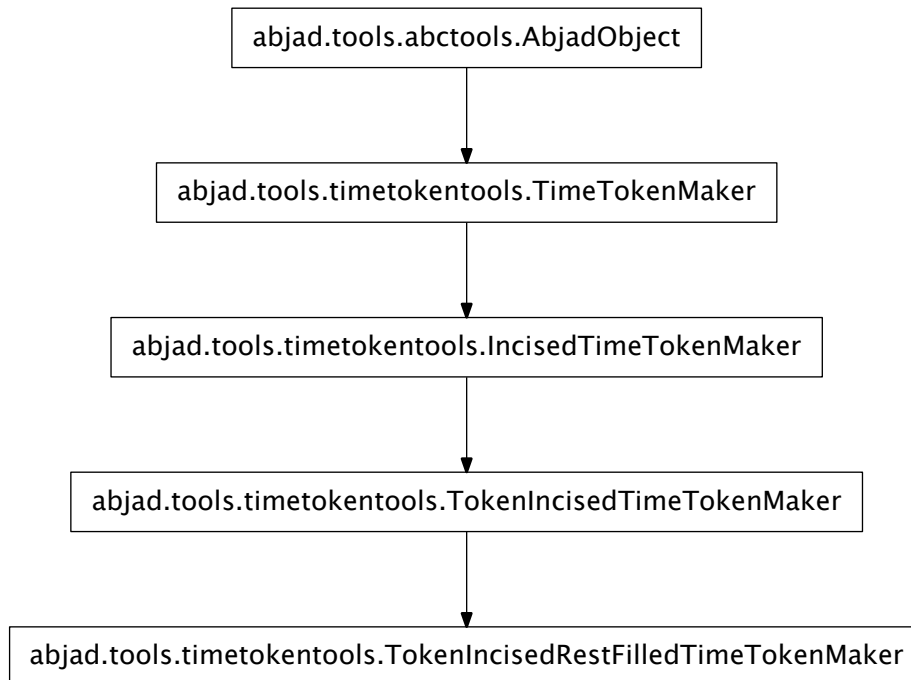 abjad.tools.abctools.AbjadObject
abjad.tools.timetokentools.TimeTokenMaker
abjad.tools.timetokentools.IncisedTimeTokenMaker
abjad.tools.timetokentools.TokenIncisedTimeTokenMaker
abjad.tools.timetokentools.TokenIncisedRestFilledTimeTokenMaker